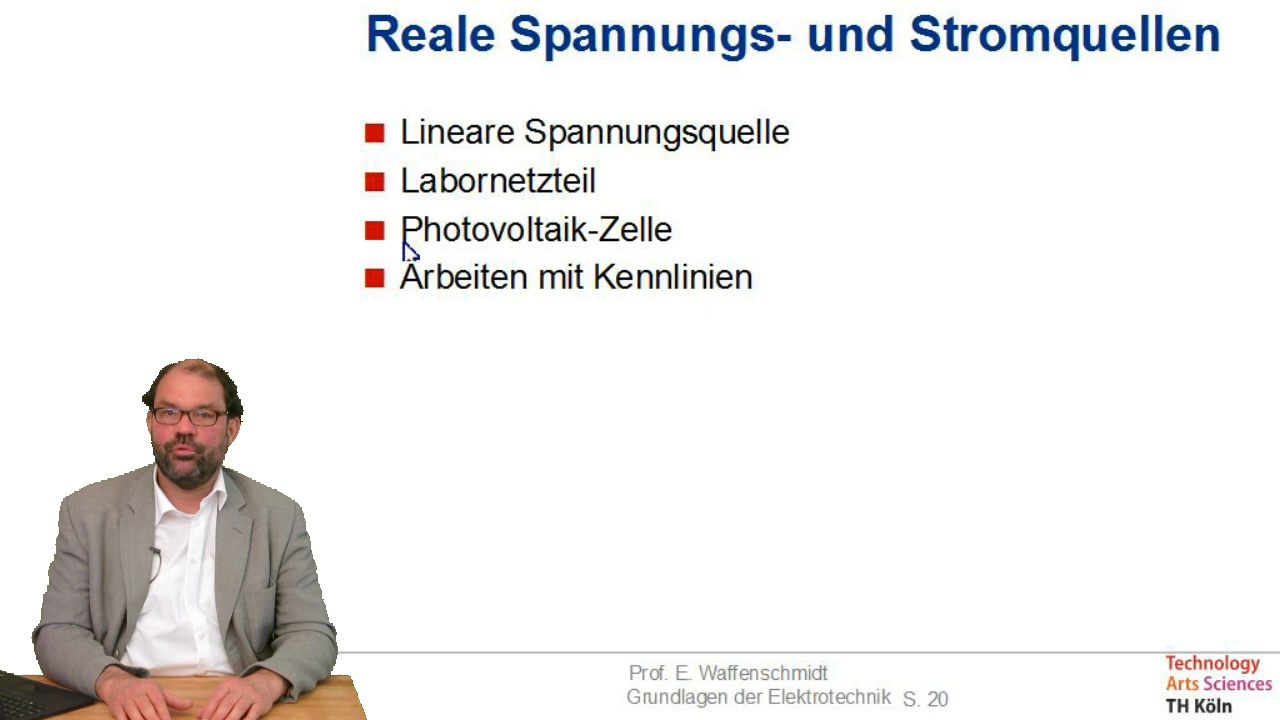 Reale Spannungs- und Stromquellen
Lineare Spannungsquelle
Labornetzteil
Photovoltaik-Zelle
Arbeiten mit Kennlinien
Prof. E. Waffenschmidt
Grundlagen der Elektrotechnik S. 20
Technology
Arts Sciences
TH Köln